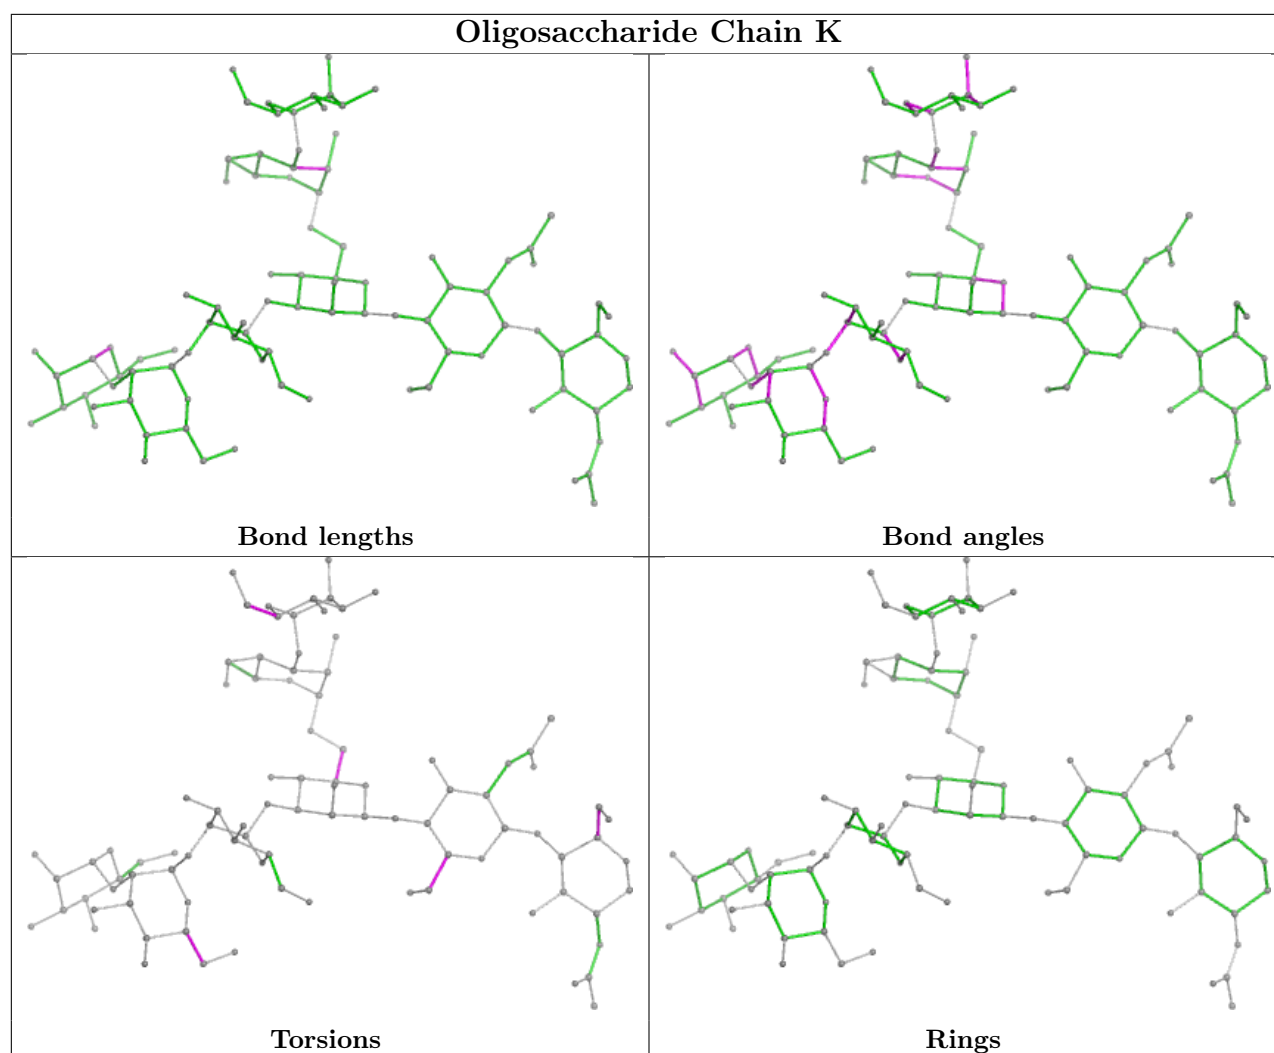 Oligosaccharide Chain K
Bond lengths
Bond angles
Torsions
Rings